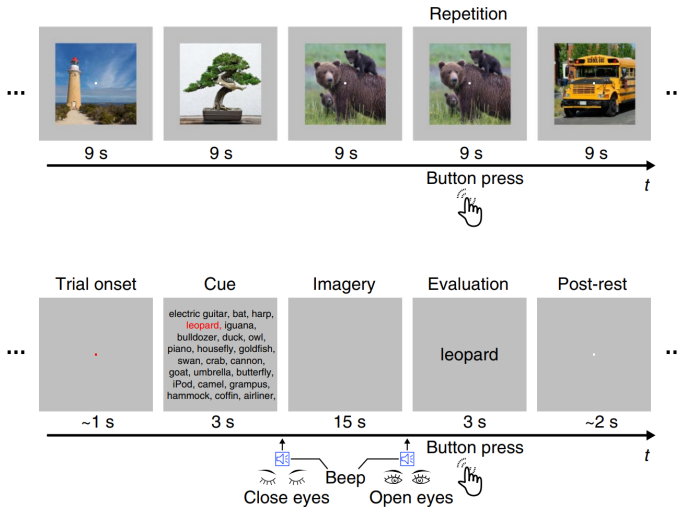 Repetition
...
..
9 s
9 s
9 s
9 s
9 s
Button press
t
Trial onset
Cue
Imagery
Evaluation
Post-rest
...
electric guitar, bat, harp,
leopard, iguana,
bulldozer, duck, owl,
piano, housefly, goldfish,
swan, crab, cannon,
goat, umbrella, butterfly,
iPod, camel, grampus,
hammock, coffin, airliner,
leopard
..
~1 s
3 s
15 s
3 s
~2 s
Button press
t
Beep
Close eyes
Open eyes